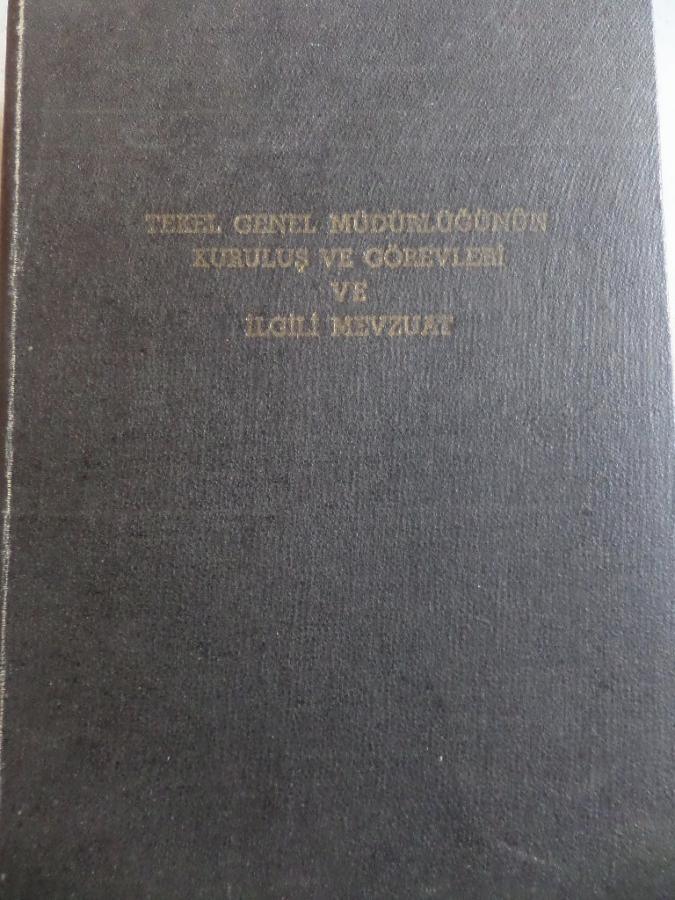 TEKEL GENEL MÜDÜRLÜĞÜNÜN
KURULUŞ VE GÖREVLERİ
VE
İLGİLİ MEVZUAT